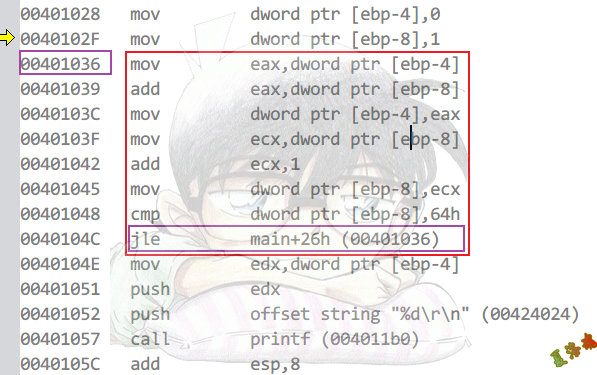 00401028 mov dword ptr [ebp-4],0
0040102F mov dword ptr [ebp-8],1
00401036 mov eax,dword ptr [ebp-4]
00401039 add eax,dword ptr [ebp-8]
0040103C mov dword ptr [ebp-4],eax
0040103F mov ecx,dword ptr [ebp-8]
00401042 add ecx,1
00401045 mov dword ptr [ebp-8],ecx
00401048 cmp dword ptr [ebp-8],64h
0040104C jle main+26h (00401036)
0040104E mov edx,dword ptr [ebp-4]
00401051 push edx
00401052 push offset string "%d\r\n" (00424024)
00401057 call printf (004011b0)
0040105C add esp,8